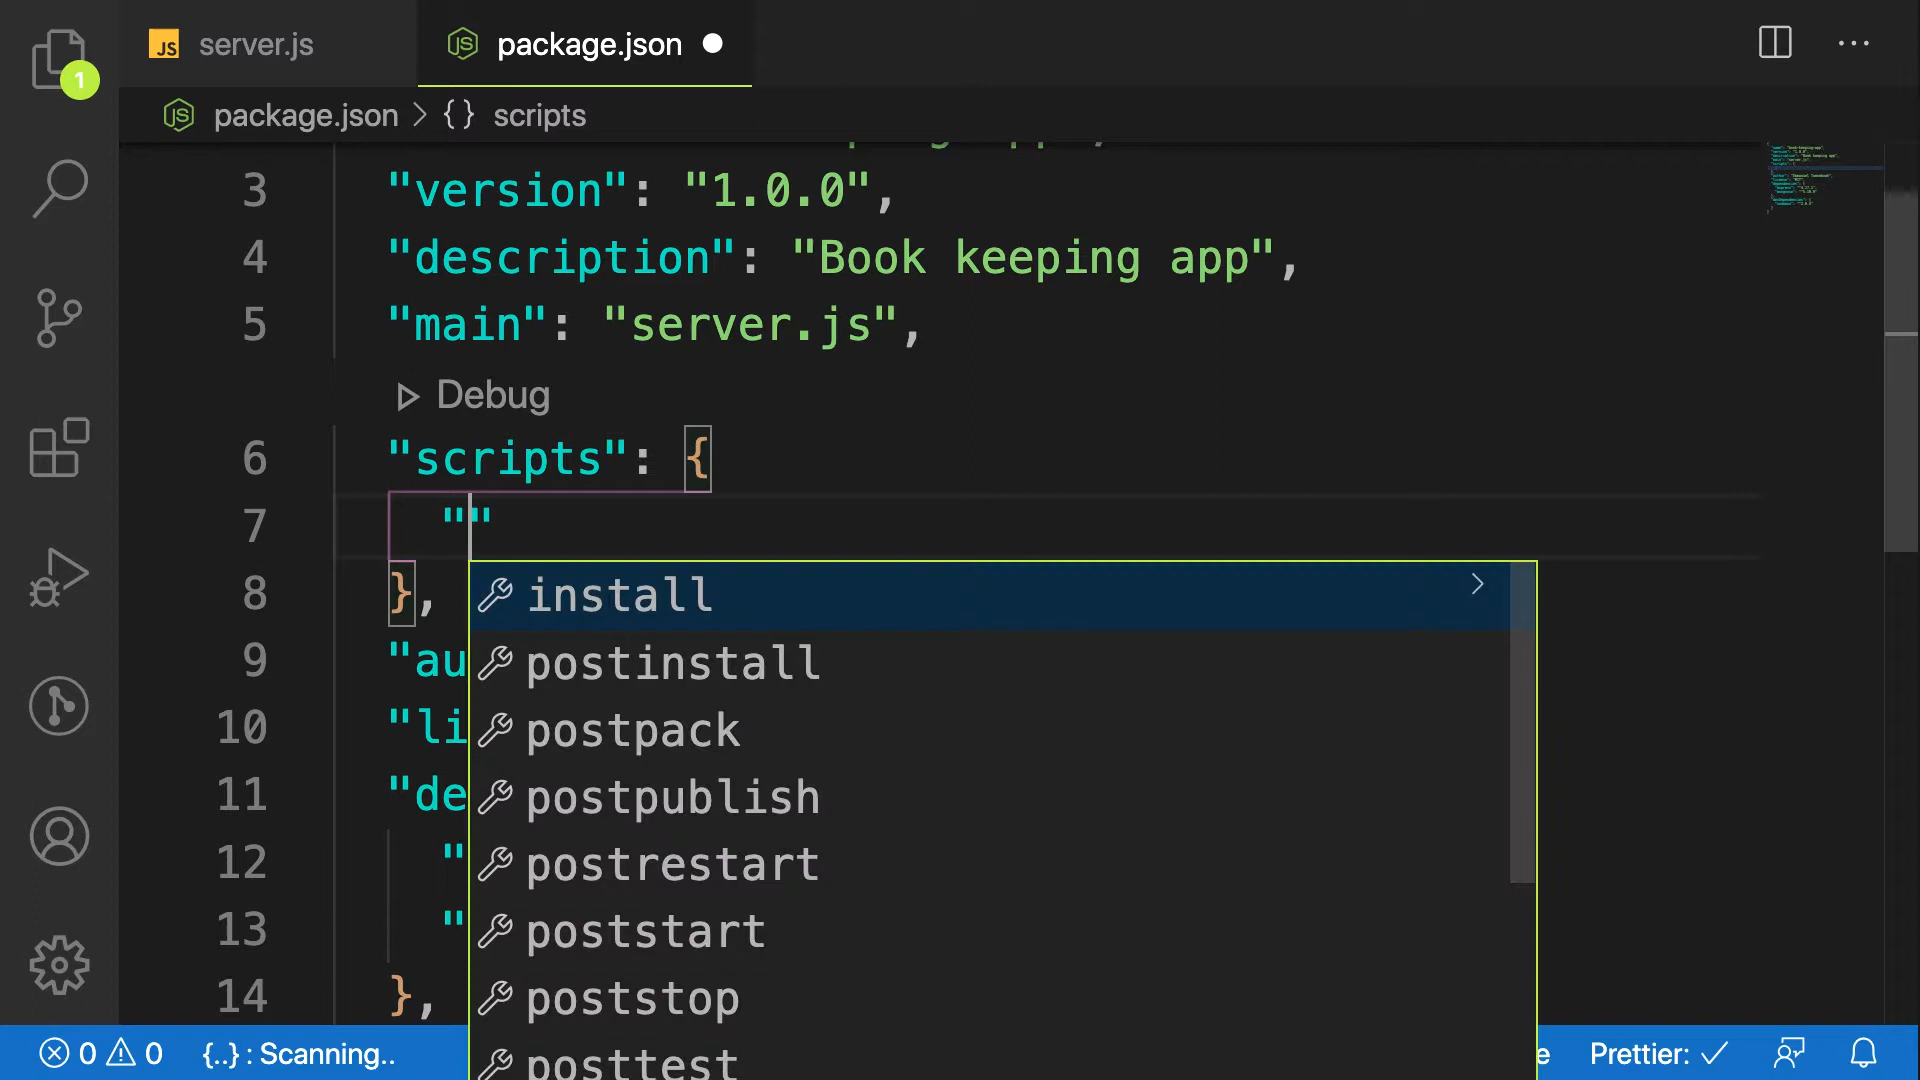 JS server.js
JS package.json
1
JS package.json > {} scripts
3 "version": "1.0.0",
4 "description": "Book keeping app",
5 "main": "server.js",
Debug
6 "scripts": {
7 ""
8 },
install
9 "au
postinstall
10 "li
postpack
11 "de
postpublish
12 "
postrestart
13 "
poststart
14 },
poststop
posttest
0 0 {..} : Scanning.. e Prettier: ✓